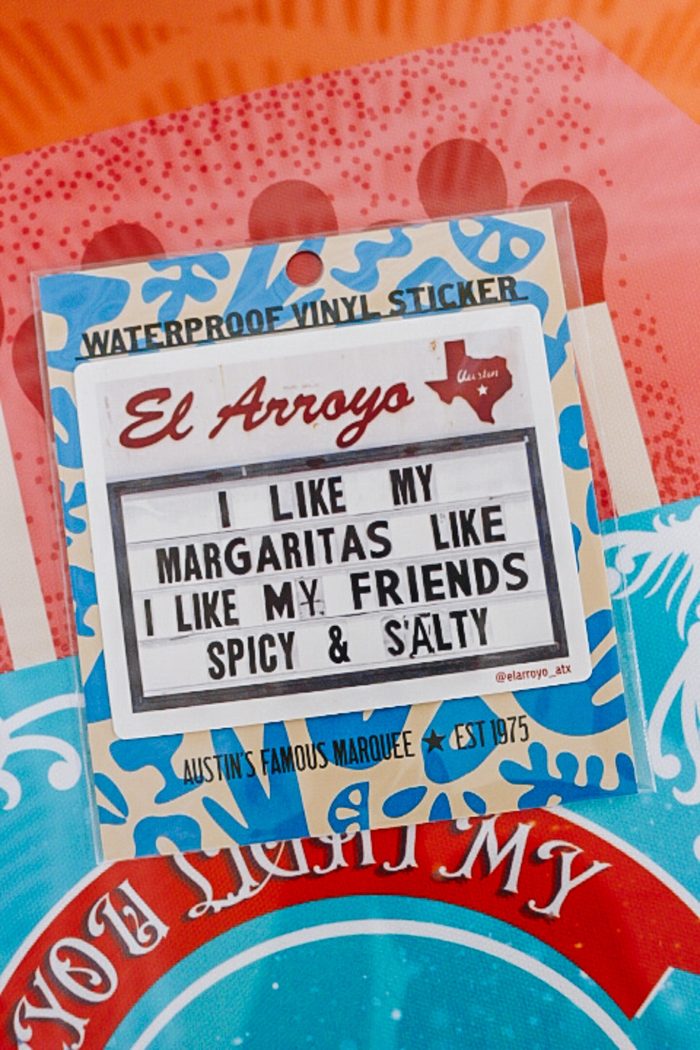 WATERPROOF VINYL STICKER
El Arroyo
Austin
I LIKE MY
MARGARITAS LIKE
I LIKE MY FRIENDS
SPICY & SALTY
@elarroyo_atx
AUSTIN'S FAMOUS MARQUEE ★ EST 1975
YOU LIGHT MY